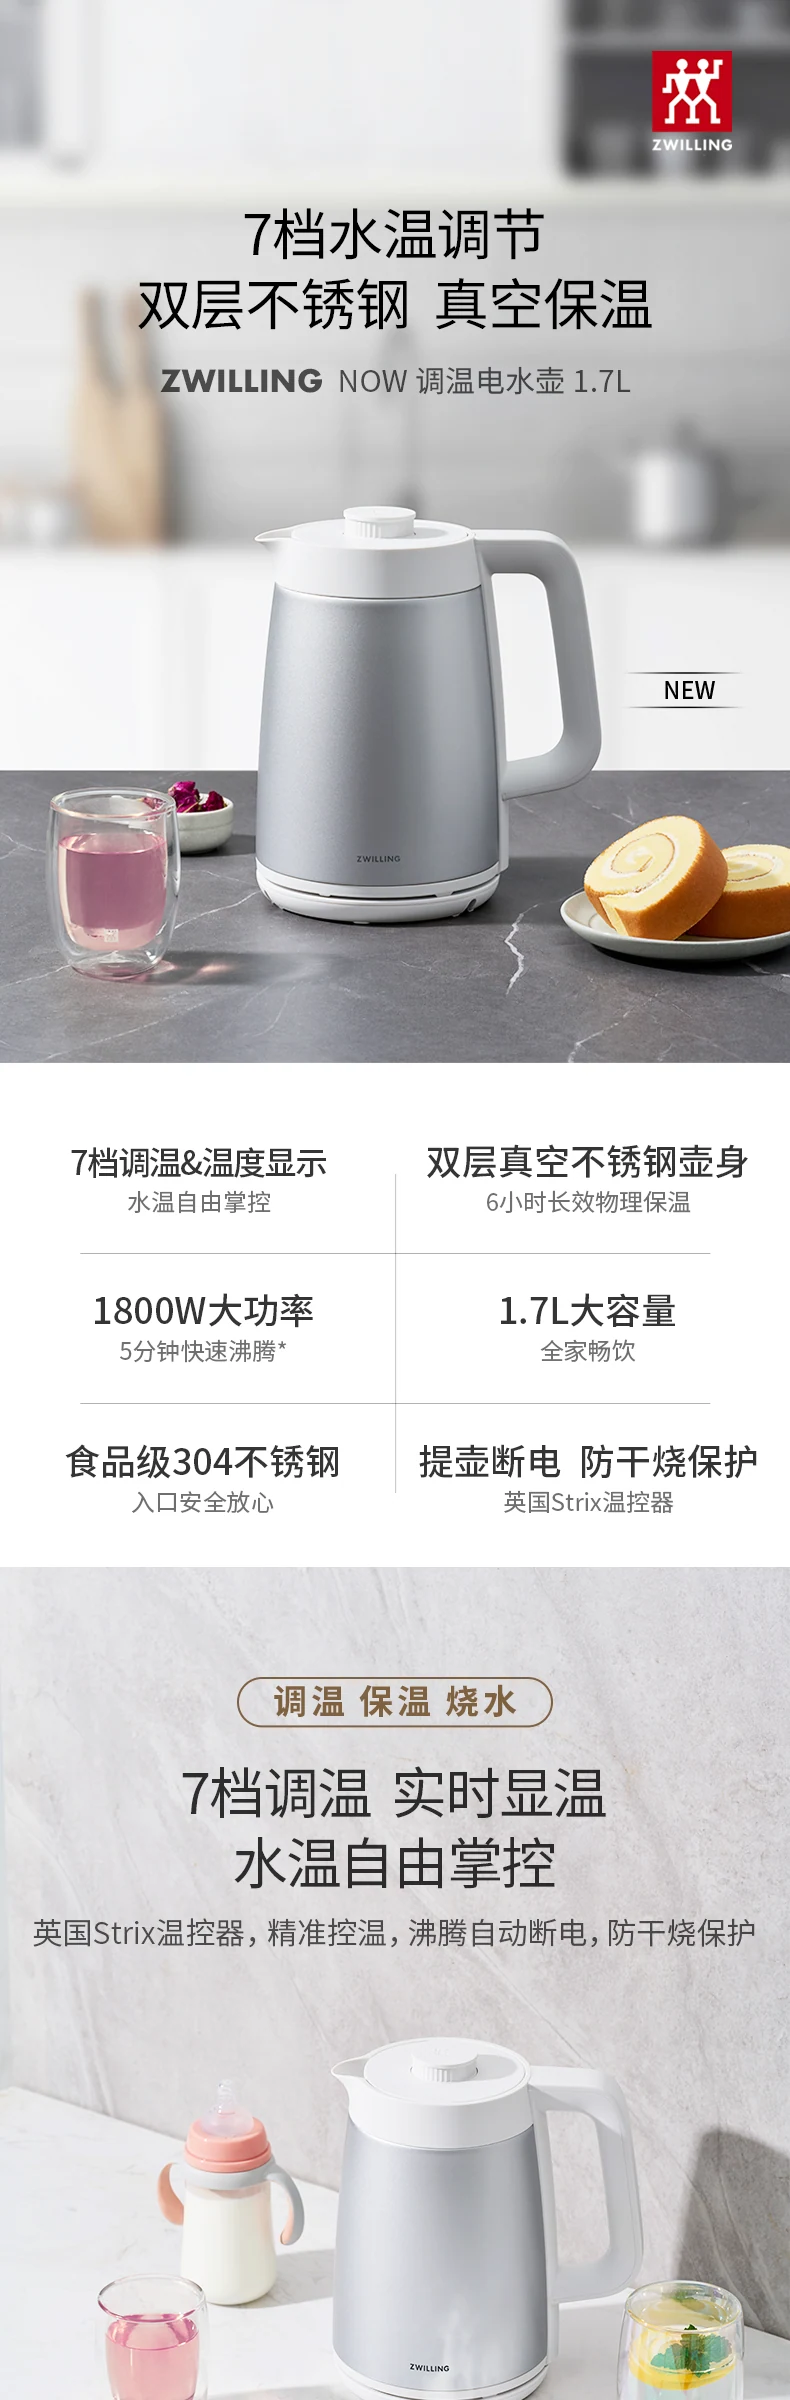 ZWILLING
7档水温调节
双层不锈钢 真空保温
ZWILLING NOW 调温电水壶 1.7L
NEW
ZWILLING
7档调温&温度显示
水温自由掌控
双层真空不锈钢壶身
6小时长效物理保温
1800W大功率
5分钟快速沸腾*
1.7L大容量
全家畅饮
食品级304不锈钢
入口安全放心
提壶断电 防干烧保护
英国Strix温控器
调温 保温 烧水
7档调温 实时显温
水温自由掌控
英国Strix温控器，精准控温，沸腾自动断电，防干烧保护
ZWILLING